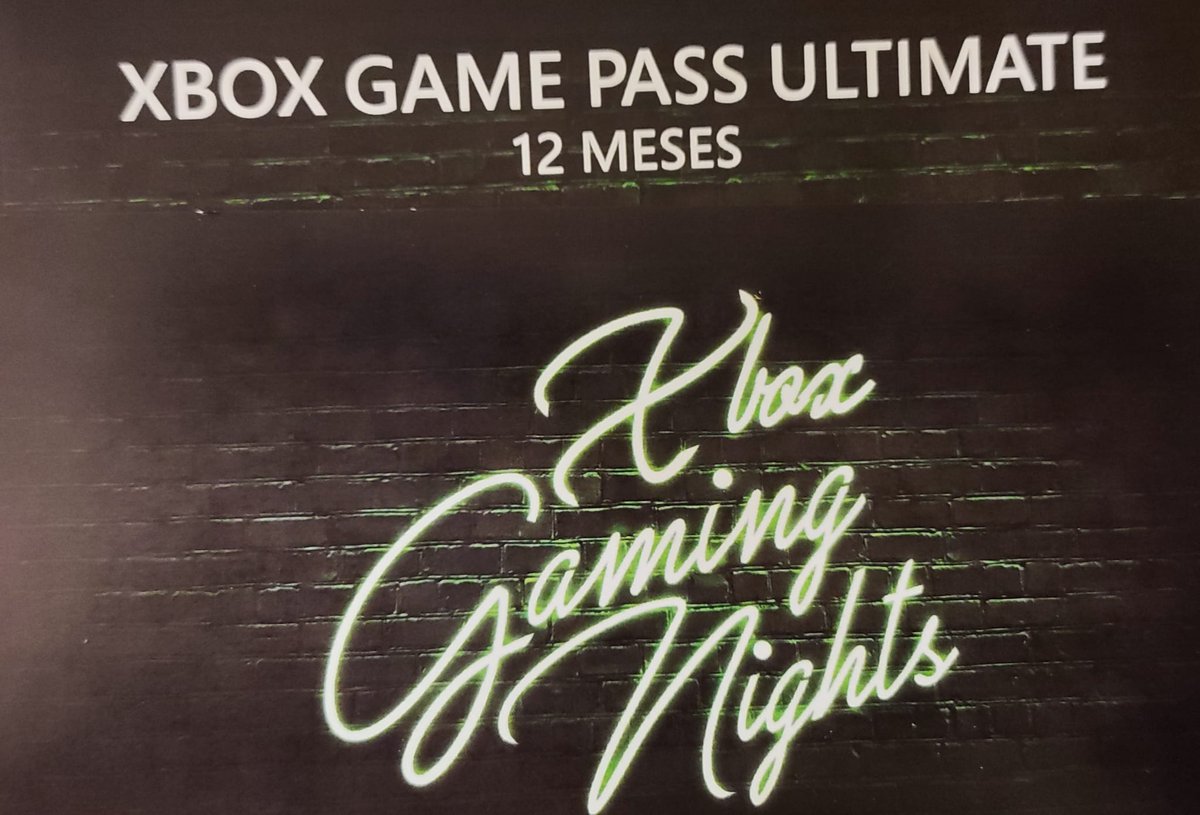 XBOX GAME PASS ULTIMATE
12 MESES
Xbox
Gaming
Nights